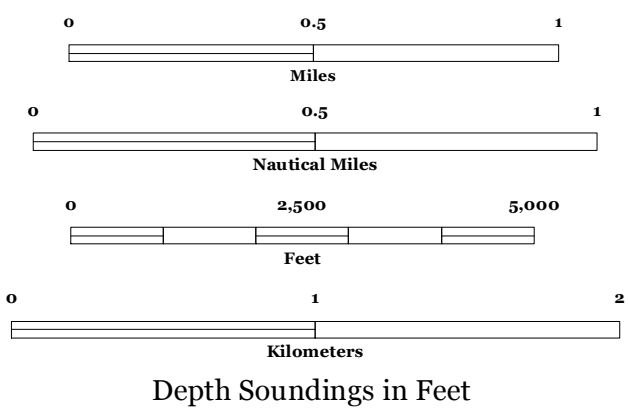 0 0.5 1
Miles
0 0.5 1
Nautical Miles
0 2,500 5,000
Feet
0 1 2
Kilometers
Depth Soundings in Feet